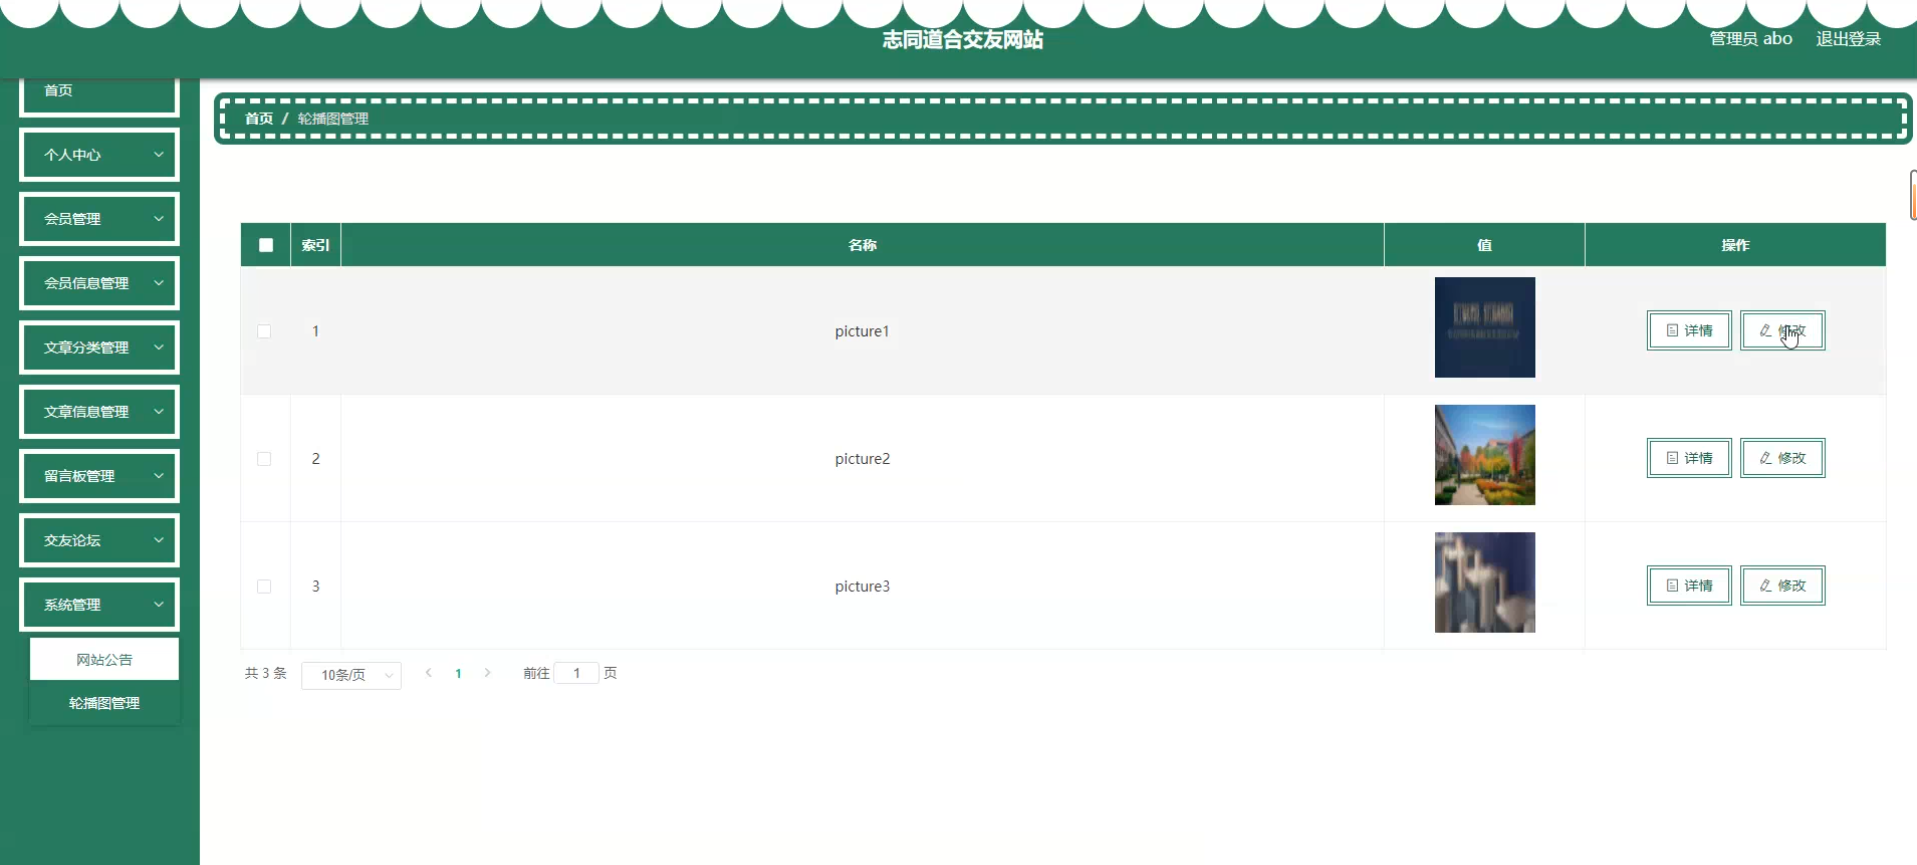 志同道合交友网站
管理员 abo 退出登录
首页
个人中心
会员管理
会员信息管理
文章分类管理
文章信息管理
留言板管理
交友论坛
系统管理
网站公告
轮播图管理
首页 / 轮播图管理
索引 名称 值 操作
1 picture1 详情 修改
2 picture2 详情 修改
3 picture3 详情 修改
共 3 条 10条/页 1 前往 1 页